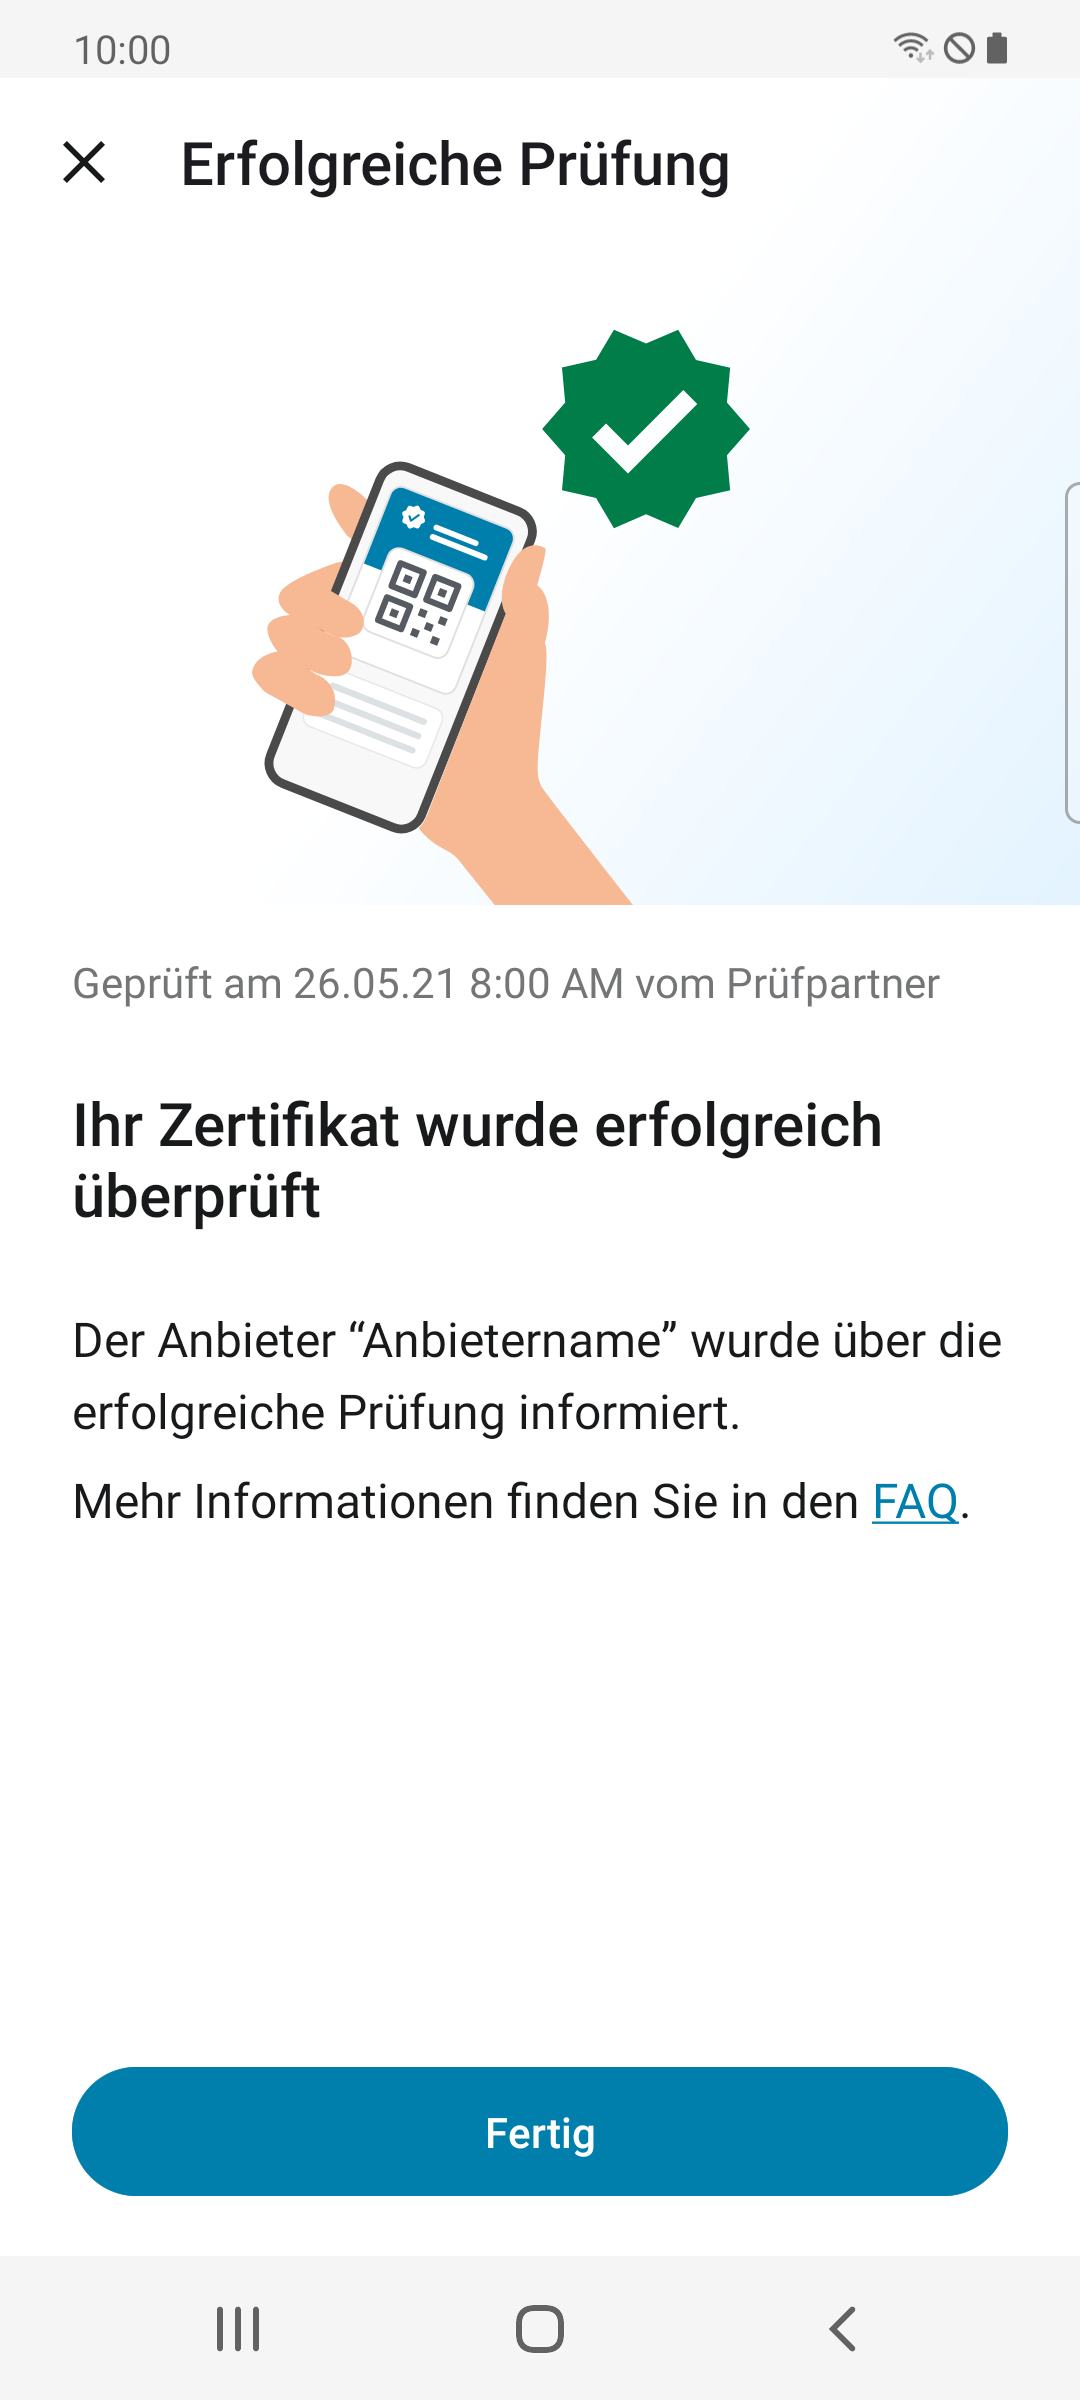 10:00
Erfolgreiche Prüfung
Geprüft am 26.05.21 8:00 AM vom Prüfpartner
Ihr Zertifikat wurde erfolgreich
überprüft
Der Anbieter “Anbietername” wurde über die
erfolgreiche Prüfung informiert.
Mehr Informationen finden Sie in den FAQ.
Fertig